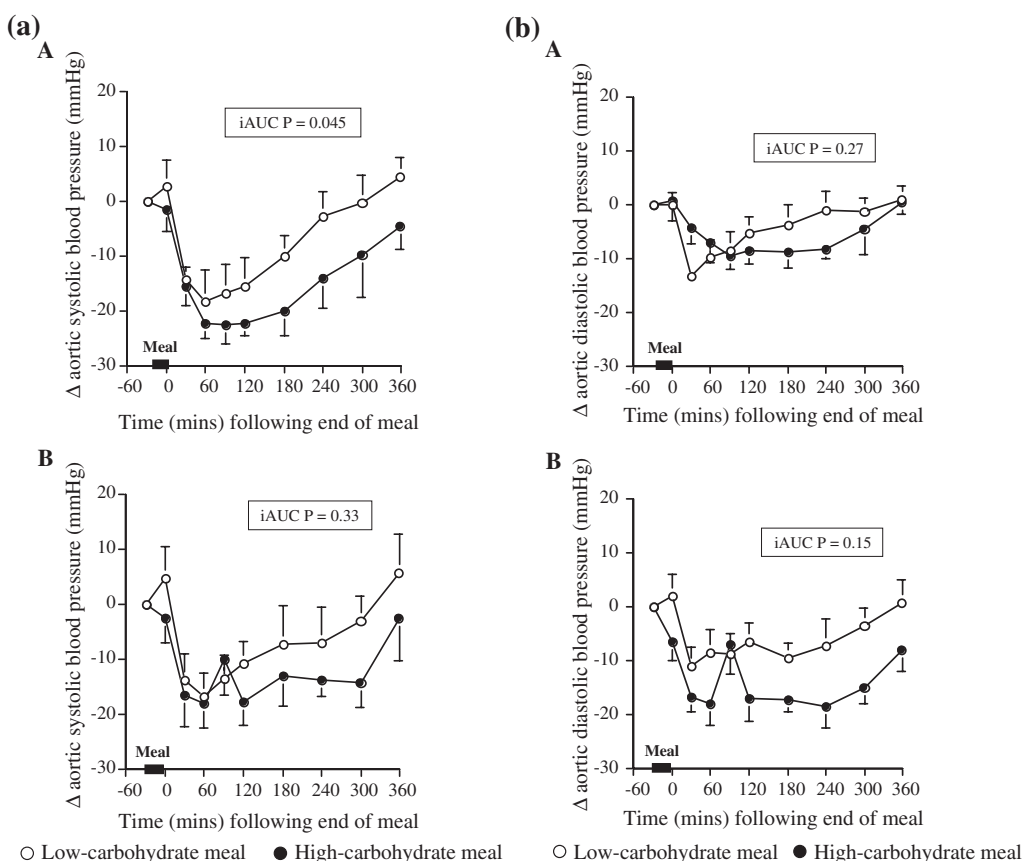 (a)
A
Δ aortic systolic blood pressure (mmHg)
20
10
0
-10
-20
-30
iAUC P = 0.045
Meal
-60 0 60 120 180 240 300 360
Time (mins) following end of meal
B
Δ aortic systolic blood pressure (mmHg)
20
10
0
-10
-20
-30
iAUC P = 0.33
Meal
-60 0 60 120 180 240 300 360
Time (mins) following end of meal
Low-carbohydrate meal High-carbohydrate meal
(b)
A
Δ aortic diastolic blood pressure (mmHg)
20
10
0
-10
-20
-30
iAUC P = 0.27
Meal
-60 0 60 120 180 240 300 360
Time (mins) following end of meal
B
Δ aortic diastolic blood pressure (mmHg)
20
10
0
-10
-20
-30
iAUC P = 0.15
Meal
-60 0 60 120 180 240 300 360
Time (mins) following end of meal
Low-carbohydrate meal High-carbohydrate meal